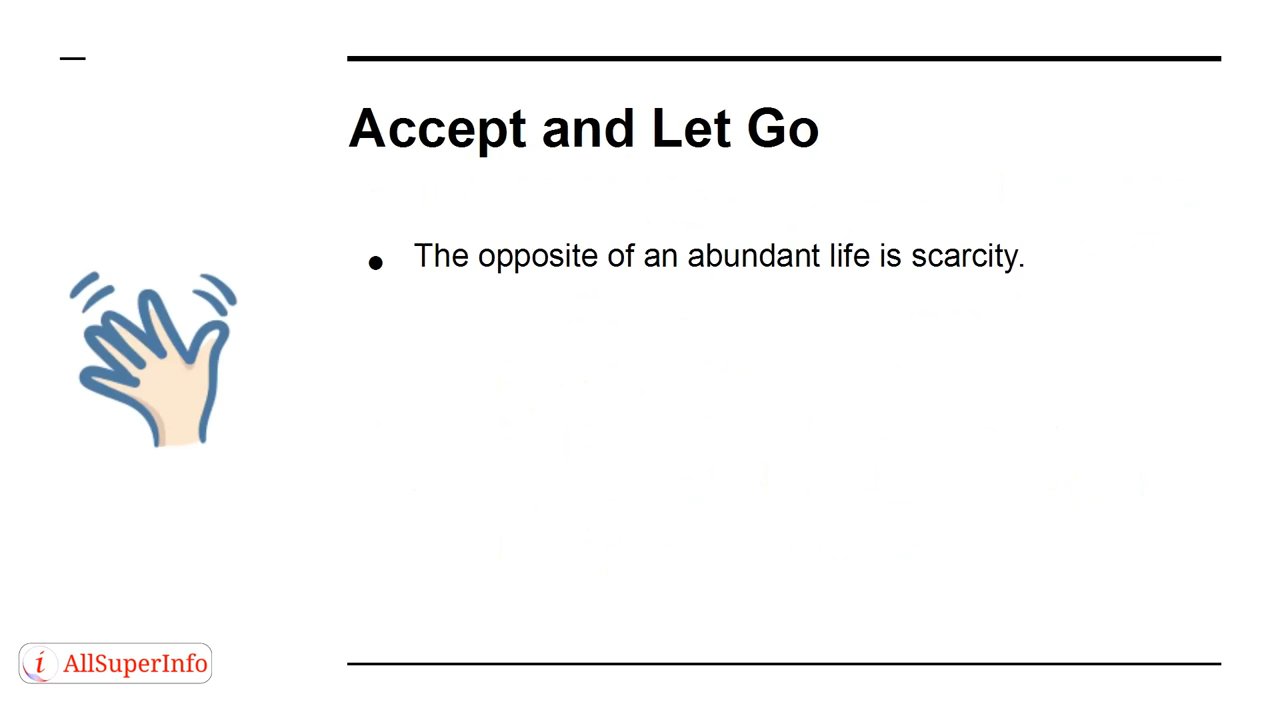 Accept and Let Go
● The opposite of an abundant life is scarcity.
i AllSuperInfo